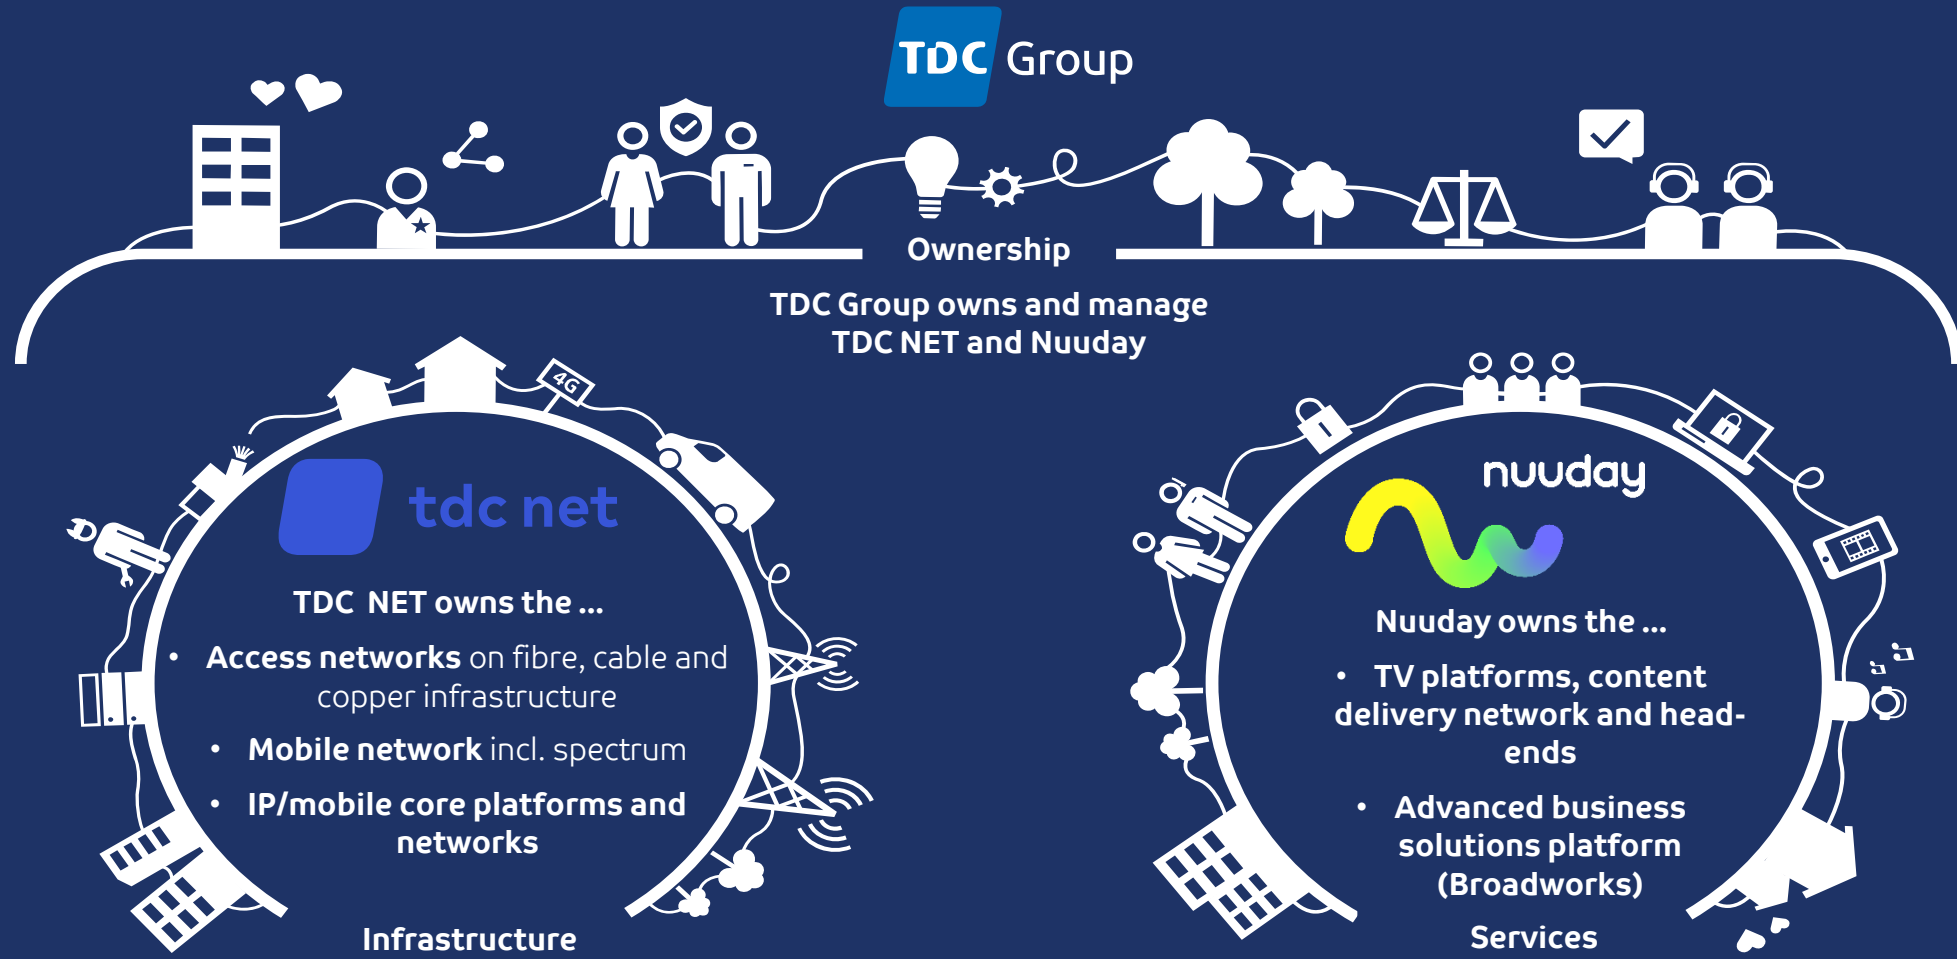 TDC Group
Ownership
TDC Group owns and manage
TDC NET and Nuuday
4G
tdc net
TDC NET owns the ...
• Access networks on fibre, cable and
copper infrastructure
• Mobile network incl. spectrum
• IP/mobile core platforms and
networks
Infrastructure
nuuday
Nuuday owns the ...
• TV platforms, content
delivery network and head-
ends
• Advanced business
solutions platform
(Broadworks)
Services